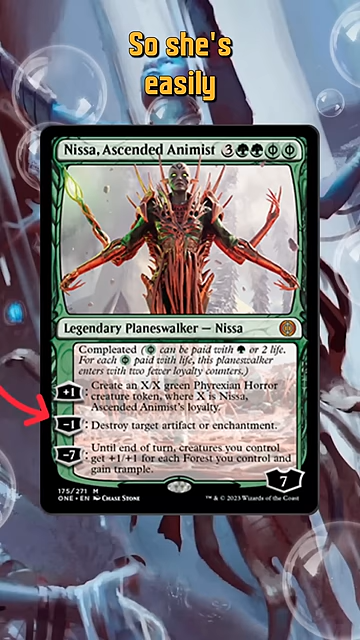 So she's
easily
Nissa, Ascended Animist 3
Legendary Planeswalker — Nissa
Compleated ( can be paid with or 2 life.
For each paid with life, this planeswalker
enters with two fewer loyalty counters.)
+1 : Create an X/X green Phyrexian Horror
creature token, where X is Nissa,
Ascended Animist's loyalty.
-1 : Destroy target artifact or enchantment.
-7 : Until end of turn, creatures you control
get +1/+1 for each Forest you control and
gain trample.
7
175/271 M
ONE • EN Chase Stone
™ & © 2023 Wizards of the Coast